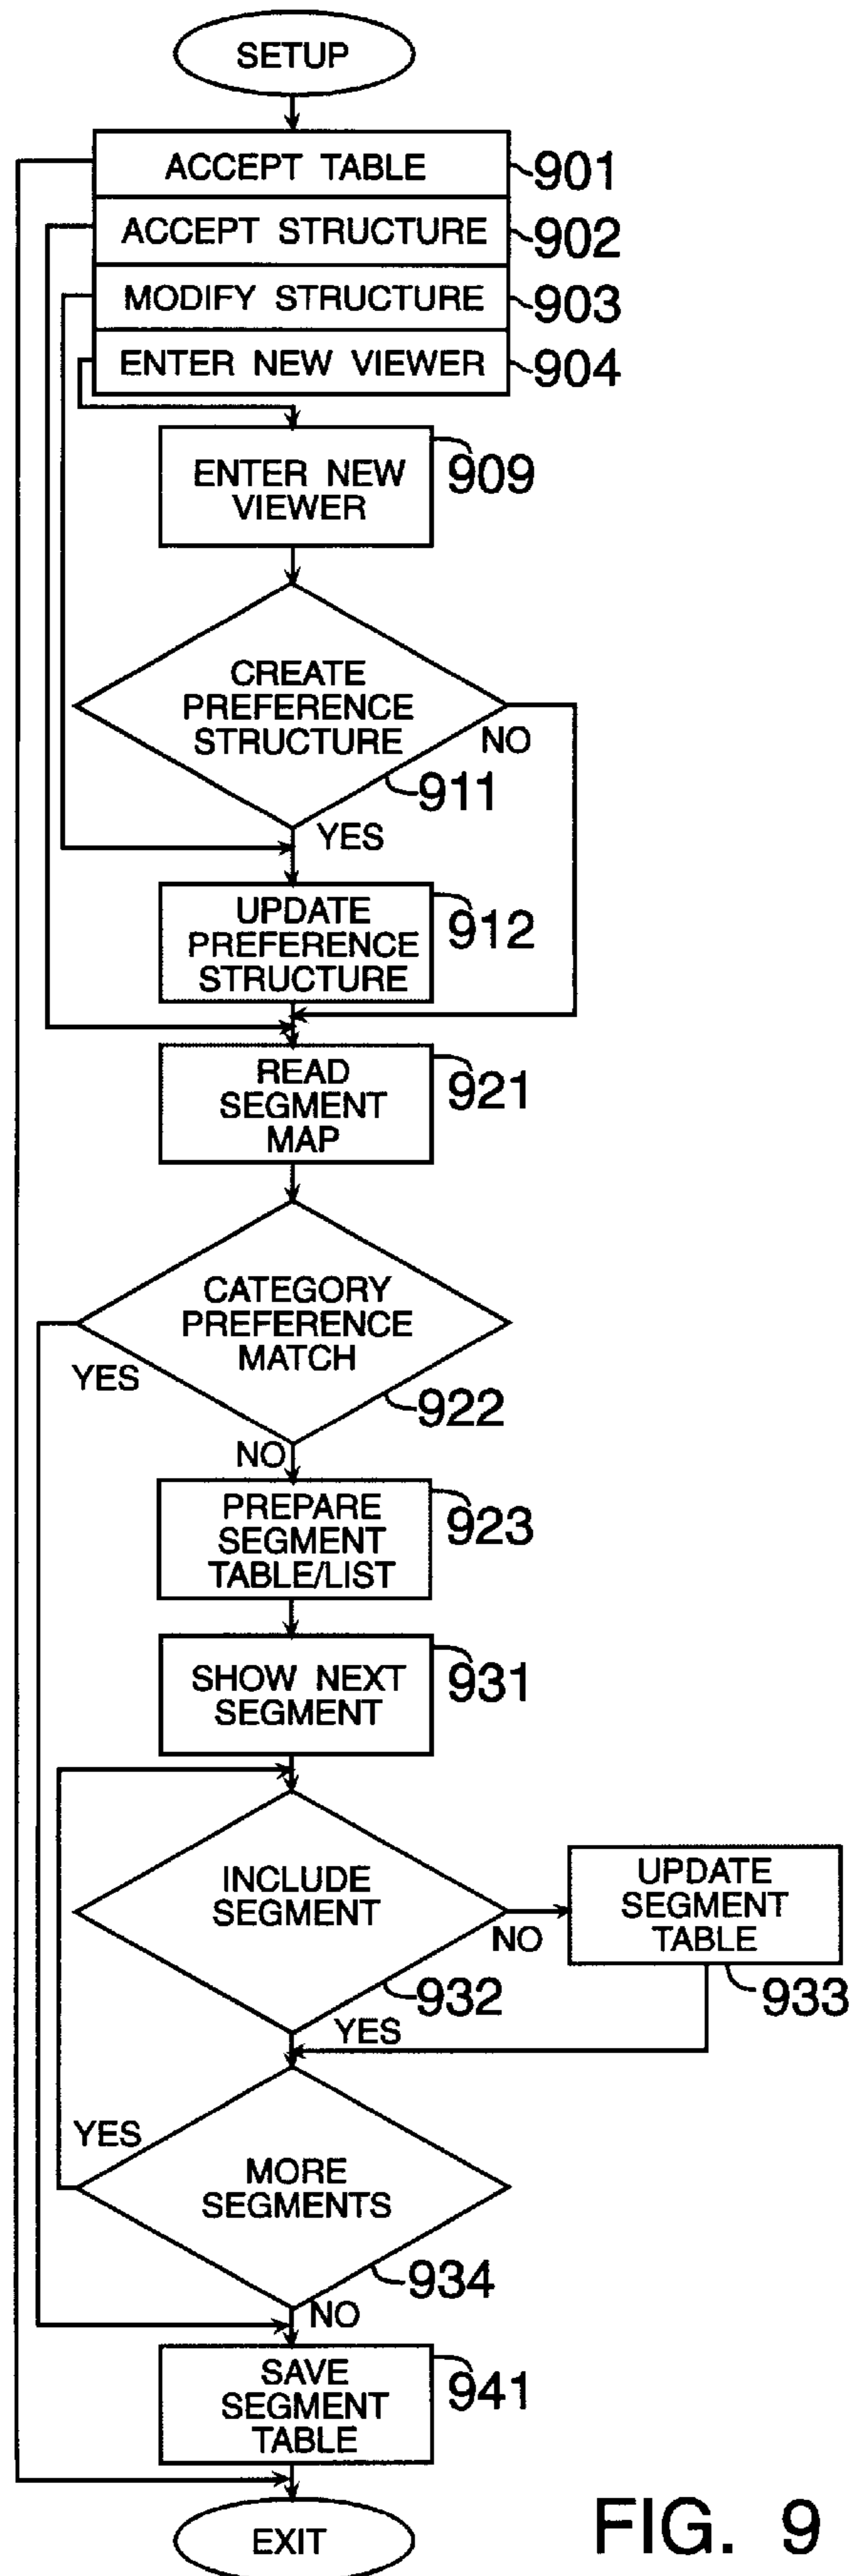 SETUP
ACCEPT TABLE
901
ACCEPT STRUCTURE
902
MODIFY STRUCTURE
903
ENTER NEW VIEWER
904
ENTER NEW
VIEWER
909
CREATE
PREFERENCE
STRUCTURE
NO
911
YES
UPDATE
PREFERENCE
STRUCTURE
912
READ
SEGMENT
MAP
921
CATEGORY
PREFERENCE
MATCH
YES
922
NO
PREPARE
SEGMENT
TABLE/LIST
923
SHOW NEXT
SEGMENT
931
INCLUDE
SEGMENT
NO
932
UPDATE
SEGMENT
TABLE
933
YES
YES
MORE
SEGMENTS
934
NO
SAVE
SEGMENT
TABLE
941
EXIT
FIG. 9